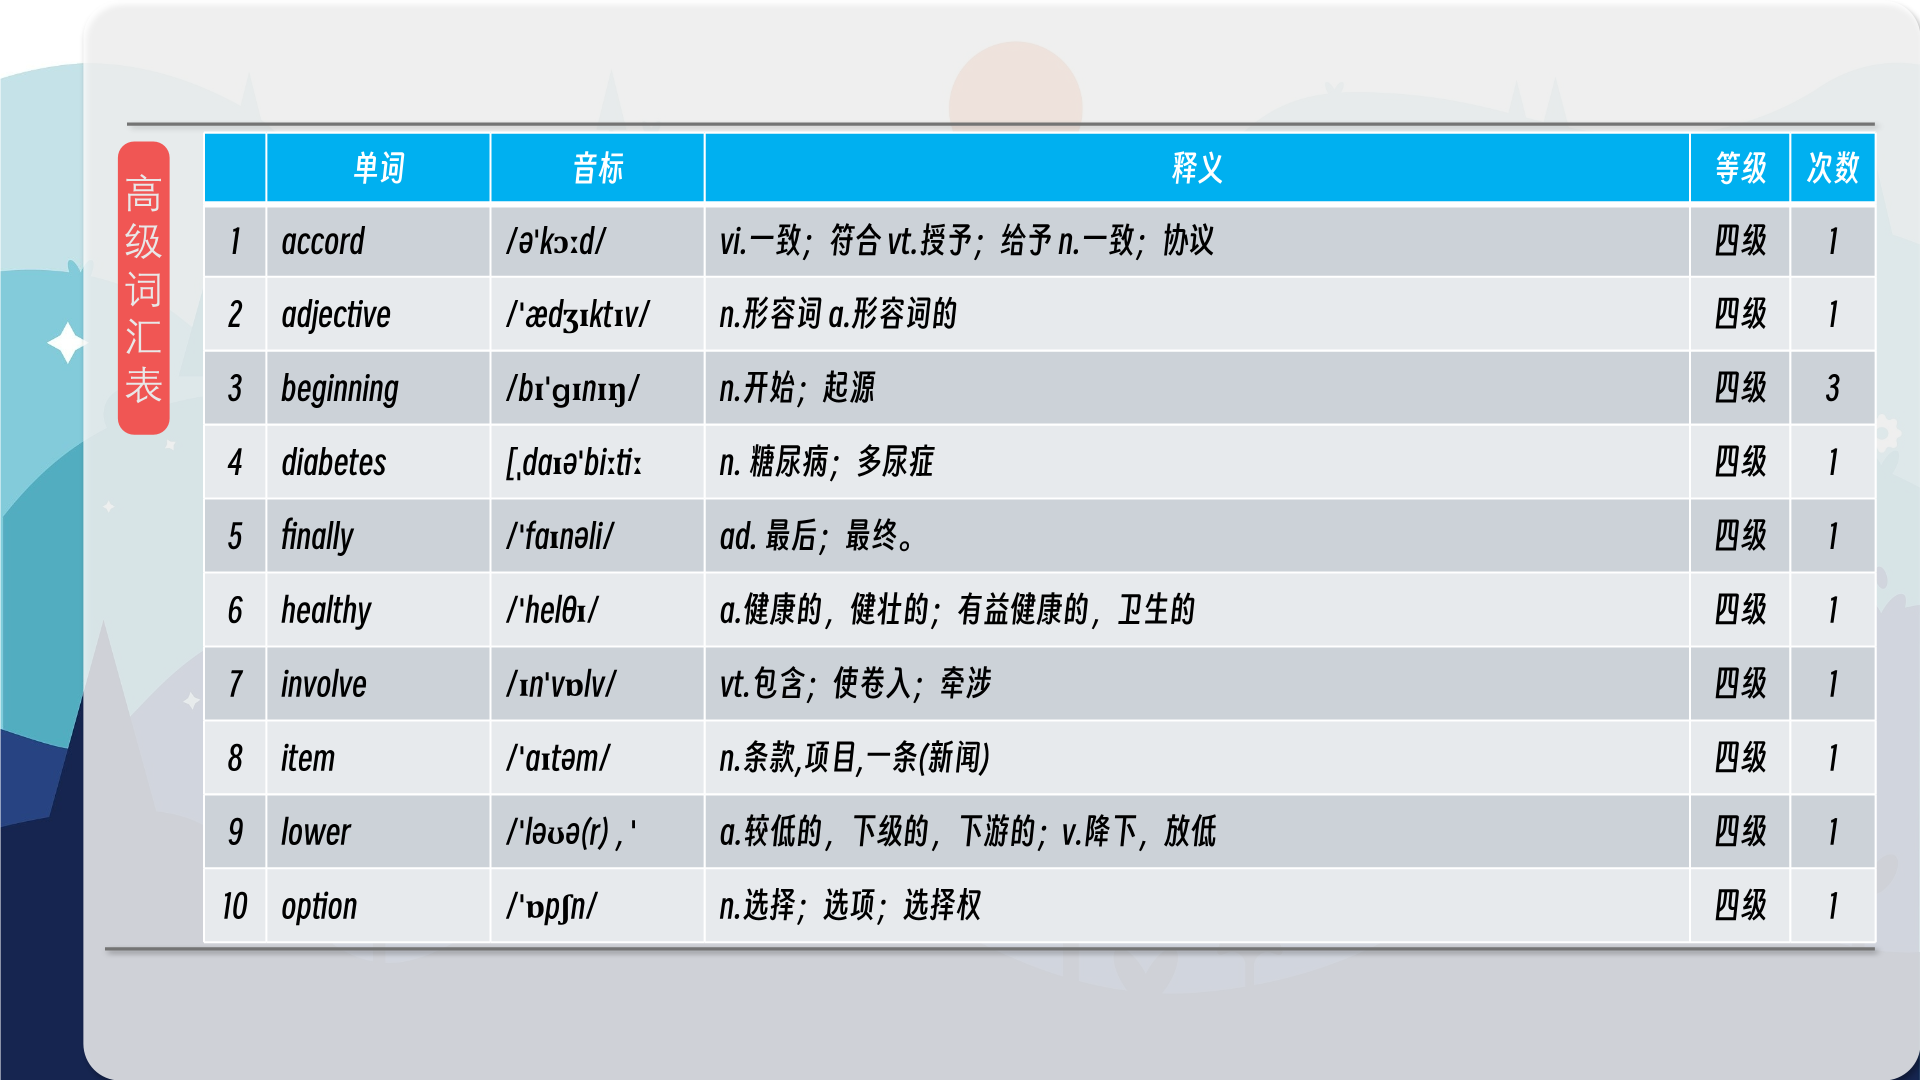 高级词汇表
单词 音标 释义 等级 次数
1 accord /ə'kɔːd/ vi.一致；符合 vt.授予；给予 n.一致；协议 四级 1
2 adjective /'ædʒɪktɪv/ n.形容词 a.形容词的 四级 1
3 beginning /bɪ'ɡɪnɪŋ/ n.开始；起源 四级 3
4 diabetes [ˌdaɪə'biːtiː n. 糖尿病；多尿症 四级 1
5 finally /'faɪnəli/ ad. 最后；最终。 四级 1
6 healthy /'helθɪ/ a.健康的，健壮的；有益健康的，卫生的 四级 1
7 involve /ɪn'vɒlv/ vt.包含；使卷入；牵涉 四级 1
8 item /'aɪtəm/ n.条款,项目,一条(新闻) 四级 1
9 lower /'ləʊə(r) , ' a.较低的，下级的，下游的；v.降下，放低 四级 1
10 option /'ɒpʃn/ n.选择；选项；选择权 四级 1